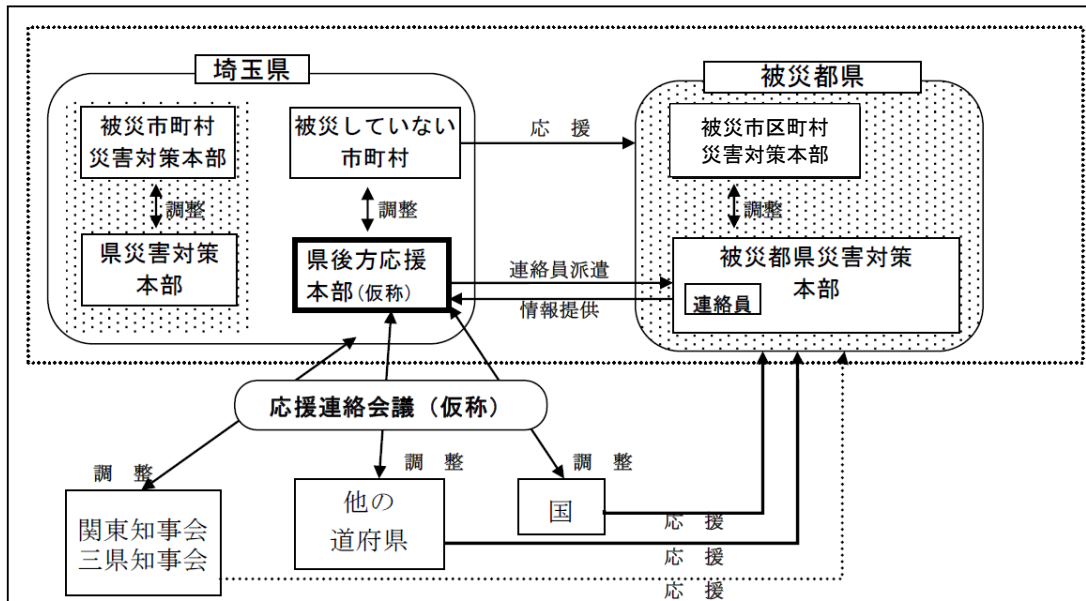 埼玉県
被災都県
被災市町村
災害対策本部
被災していない
市町村
応　援
被災市区町村
災害対策本部
調整
調整
調整
県災害対策
本部
県後方応援
本部(仮称)
連絡員派遣
情報提供
被災都県災害対策
本部
連絡員
応援連絡会議（仮称）
調　整
調　整
調　整
関東知事会
三県知事会
他の
道府県
国
応　援
応　援
応　援